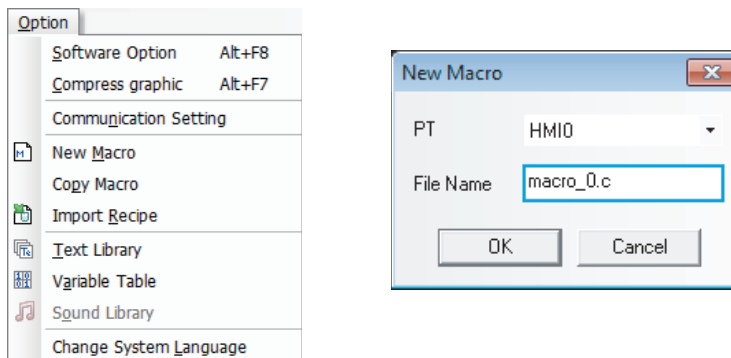 Option
Software Option Alt+F8
Compress graphic Alt+F7
Communication Setting
New Macro
Copy Macro
Import Recipe
Text Library
Variable Table
Sound Library
Change System Language
New Macro
PT HMI0
File Name macro_0.c
OK Cancel